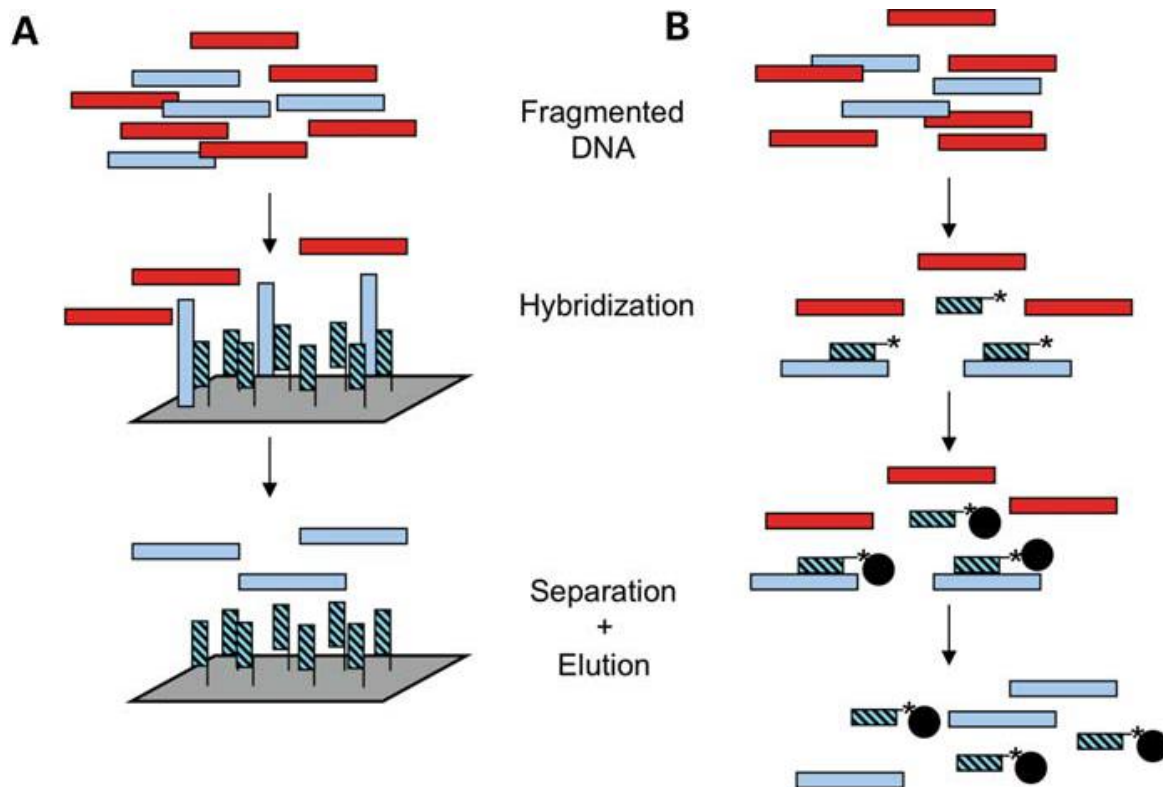 A
B
Fragmented
DNA
Hybridization
*
*
*
*
*
*
Separation
+
Elution
*
*
*